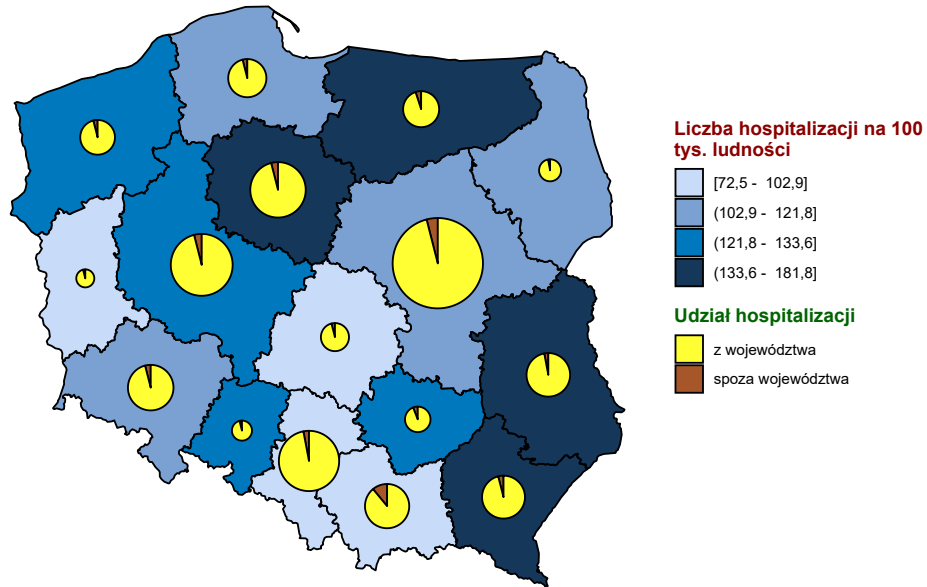 Liczba hospitalizacji na 100
tys. ludności
[72,5 - 102,9]
(102,9 - 121,8]
(121,8 - 133,6]
(133,6 - 181,8]
Udział hospitalizacji
z województwa
spoza województwa